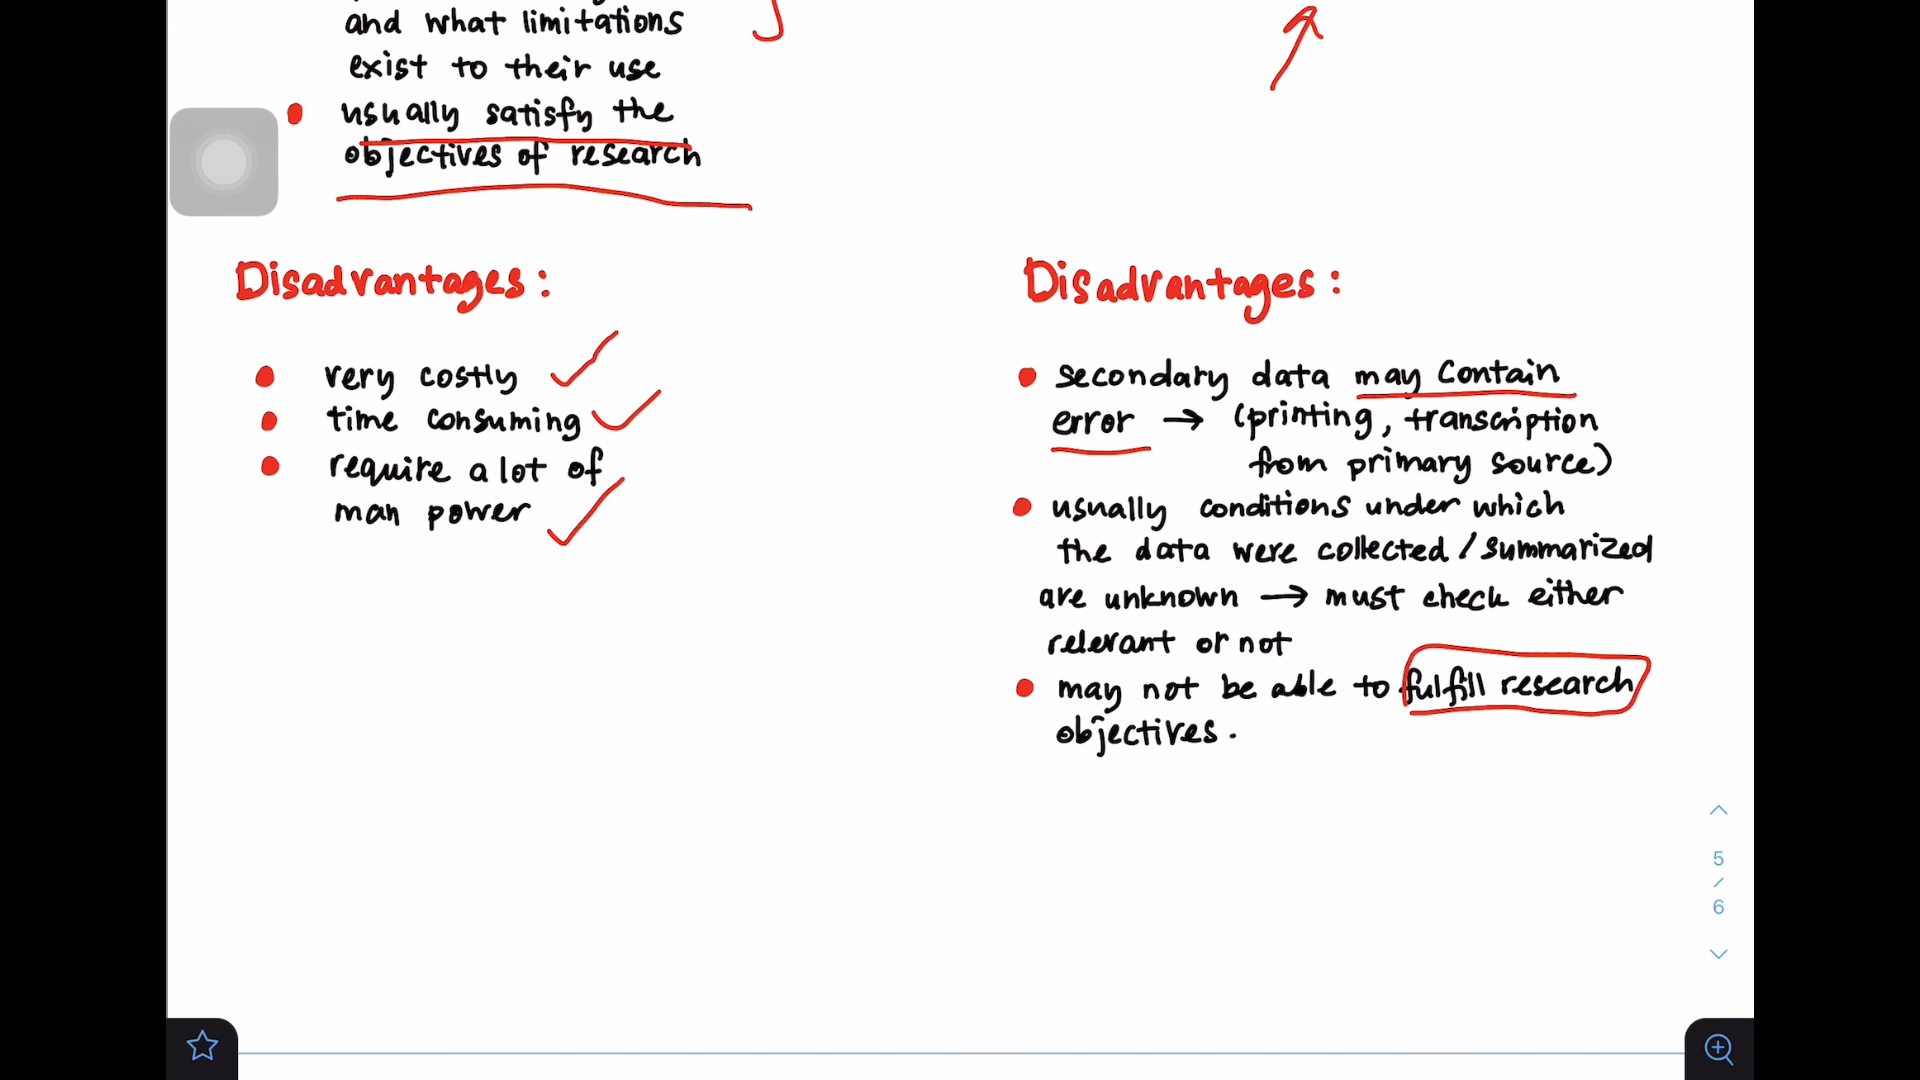 and what limitations
exist to their use
usually satisfy the
objectives of research
Disadvantages:
very costly
time consuming
require a lot of
man power
Disadvantages:
secondary data may contain
error → (printing, transcription
from primary source)
usually conditions under which
the data were collected / summarized
are unknown → must check either
relevant or not
may not be able to fulfill research
objectives.
5
/
6